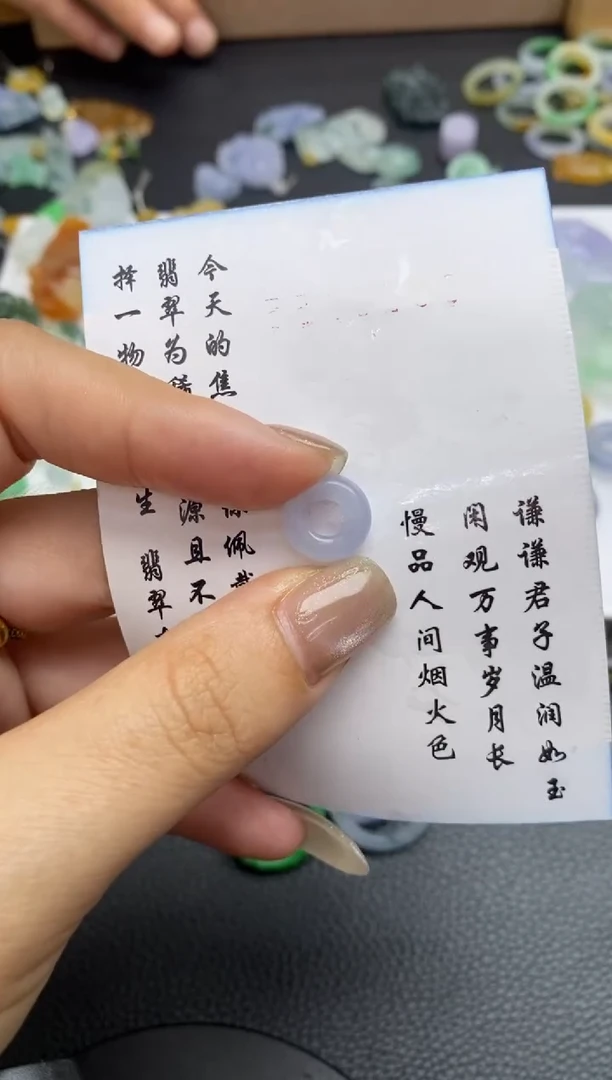 谦谦君子温润如玉
闲观万事岁月长
慢品人间烟火色
今天的焦 佩
翡翠为 源且不
择一物 生 翡翠